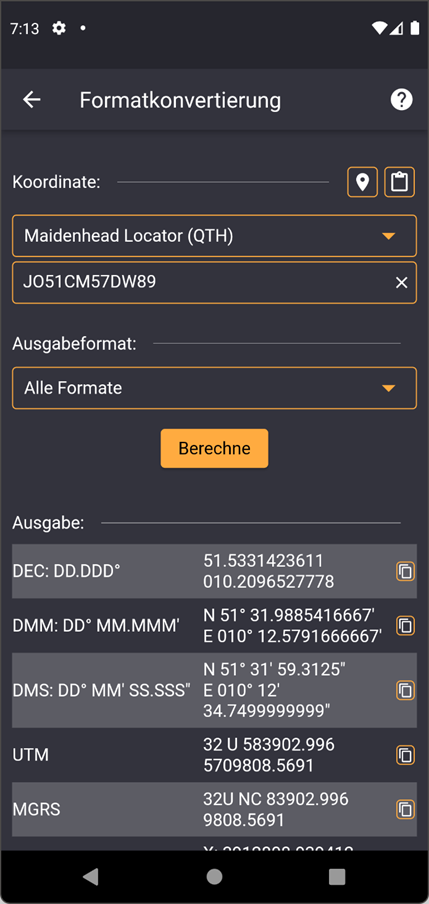 7:13
Formatkonvertierung
Koordinate:
Maidenhead Locator (QTH)
JO51CM57DW89
Ausgabeformat:
Alle Formate
Berechne
Ausgabe:
DEC: DD.DDD°
51.5331423611
010.2096527778
DMM: DD° MM.MMM'
N 51° 31.9885416667'
E 010° 12.5791666667'
DMS: DD° MM' SS.SSS"
N 51° 31' 59.3125"
E 010° 12'
34.7499999999"
UTM
32 U 583902.996
5709808.5691
MGRS
32U NC 83902.996
9808.5691